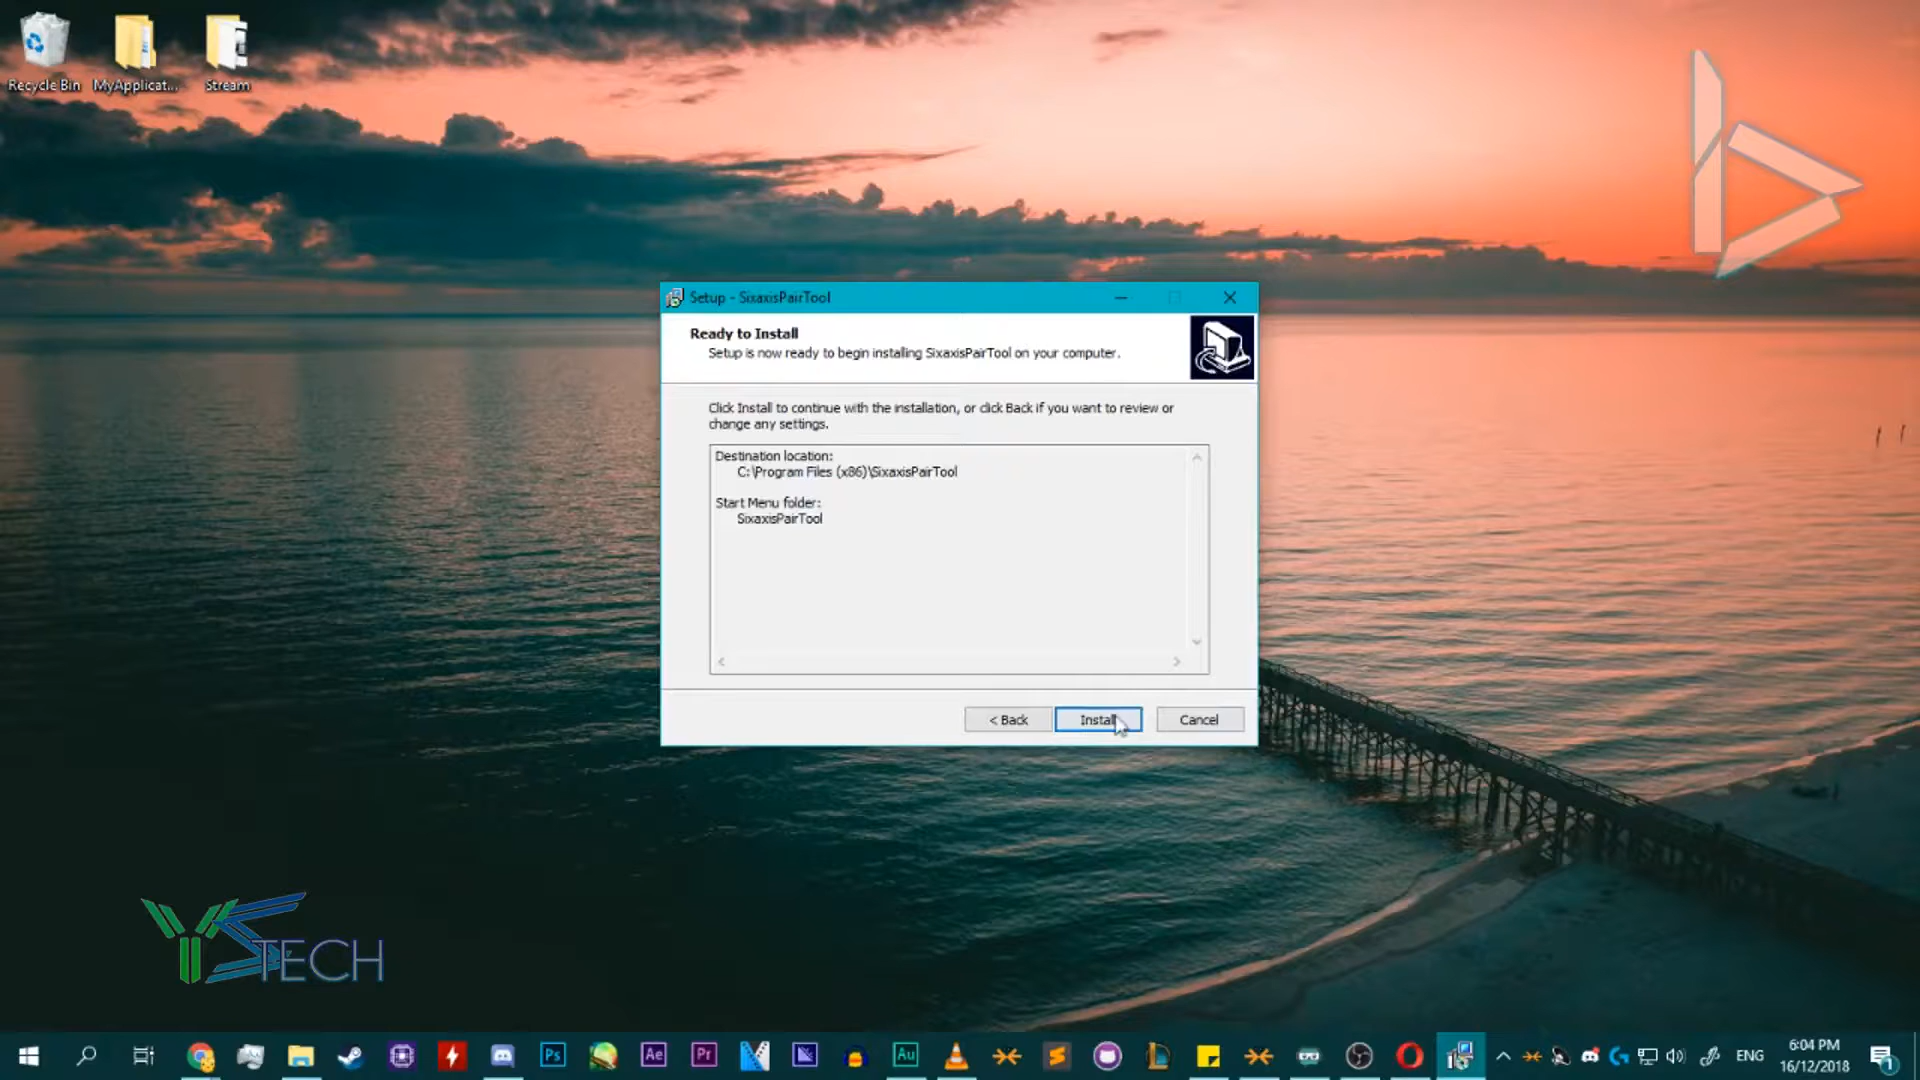 Recycle Bin
MyApplicat...
Stream
Setup - SixaxisPairTool
Ready to Install
Setup is now ready to begin installing SixaxisPairTool on your computer.
Click Install to continue with the installation, or click Back if you want to review or
change any settings.
Destination location:
C:\Program Files (x86)\SixaxisPairTool
Start Menu folder:
SixaxisPairTool
< Back
Install
Cancel
YSTECH
Ps
Ae
Pr
Au
ENG
6:04 PM
16/12/2018
1